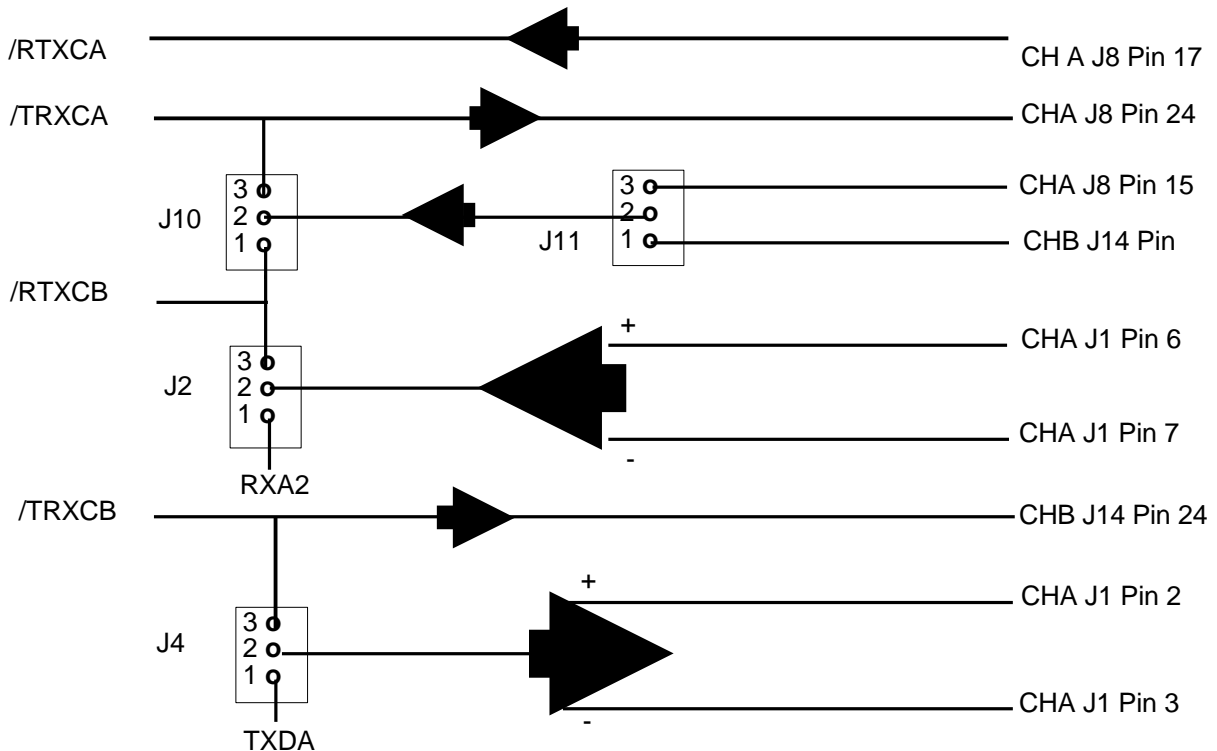 /RTXCA
CH A J8 Pin 17
/TRXCA
CHA J8 Pin 24
3
2
1
J10
3
2
1
J11
CHA J8 Pin 15
CHB J14 Pin
/RTXCB
+
CHA J1 Pin 6
3
2
1
J2
CHA J1 Pin 7
-
RXA2
/TRXCB
CHB J14 Pin 24
+
CHA J1 Pin 2
3
2
1
J4
CHA J1 Pin 3
-
TXDA